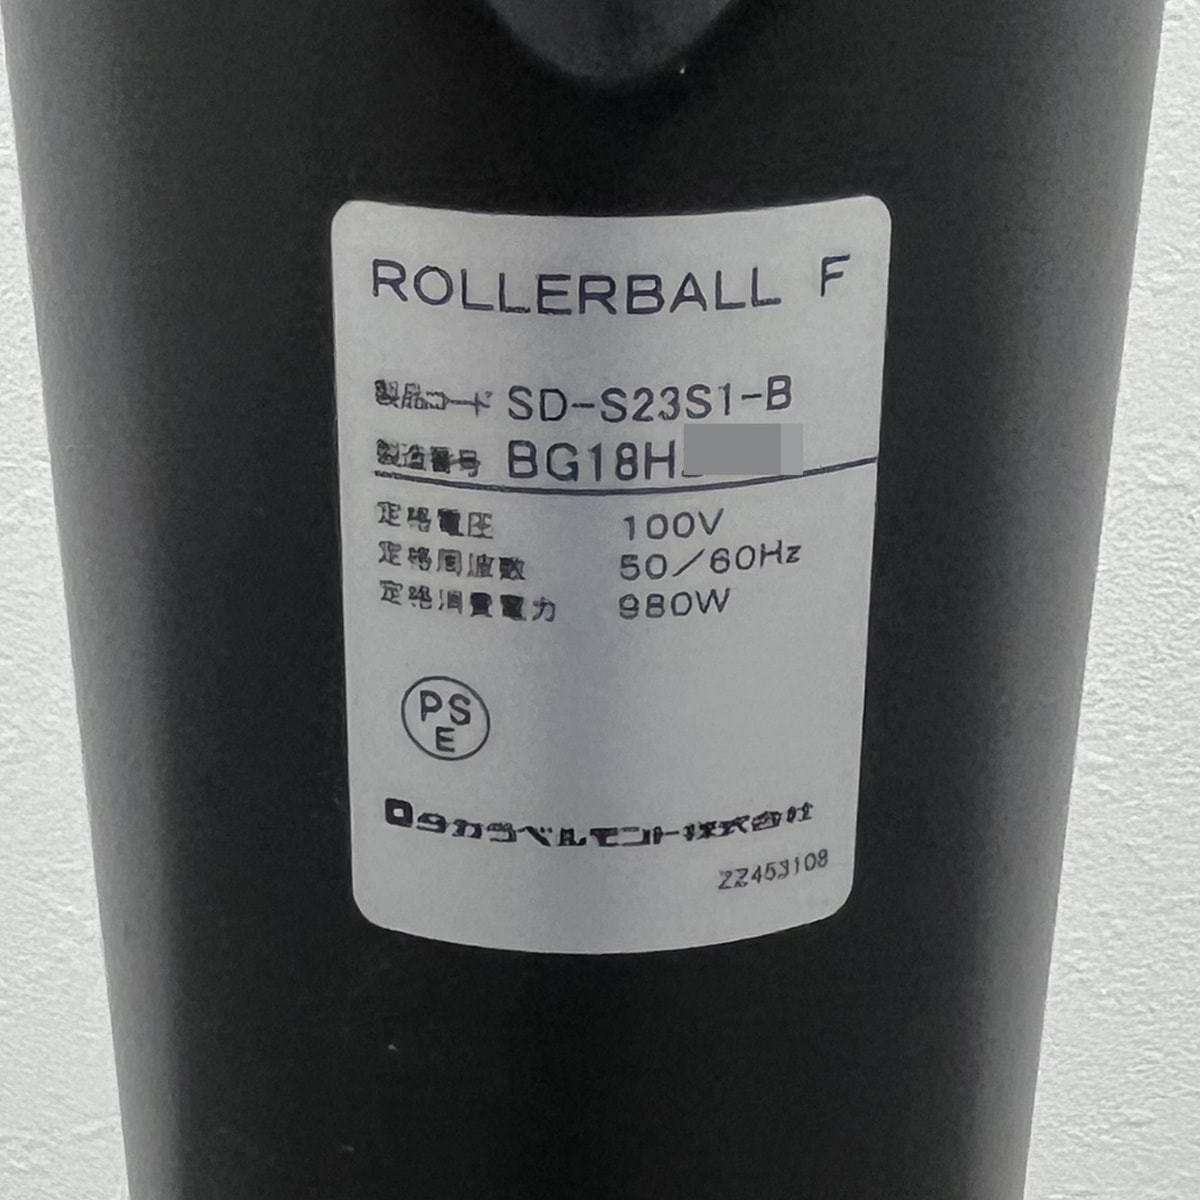 ROLLERBALL F
製品コード SD-S23S1-B
製造番号 BG18H
定格電圧 100V
定格周波数 50/60Hz
定格消費電力 980W
PS
E
タカラベルモント株式会社
ZZ453108